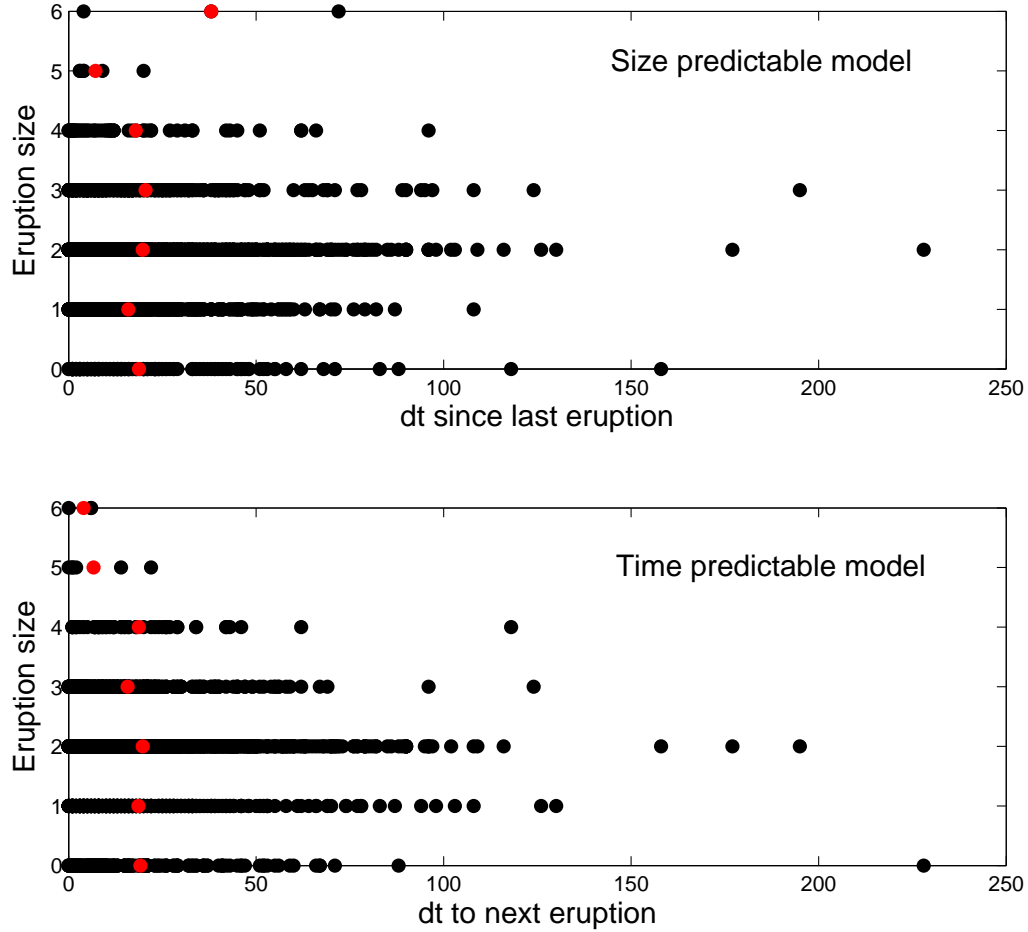 6
5
4
3
2
1
0
Eruption size
Size predictable model
0 50 100 150 200 250
dt since last eruption
6
5
4
3
2
1
0
Eruption size
Time predictable model
0 50 100 150 200 250
dt to next eruption